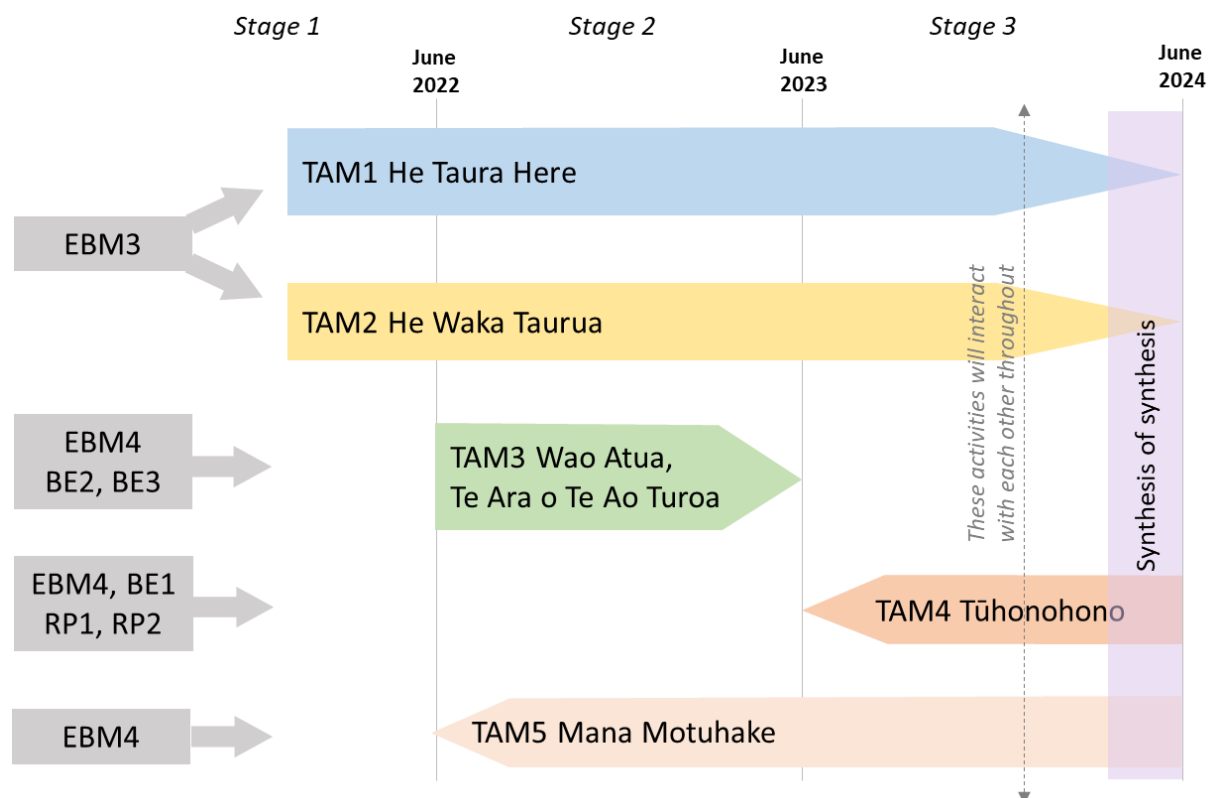 Stage 1
Stage 2
Stage 3
June
2022
June
2023
June
2024
EBM3
TAM1 He Taura Here
TAM2 He Waka Taurua
EBM4
BE2, BE3
TAM3 Wao Atua,
Te Ara o Te Ao Turoa
EBM4, BE1
RP1, RP2
TAM4 Tūhonohono
EBM4
TAM5 Mana Motuhake
These activities will interact
with each other throughout
Synthesis of synthesis